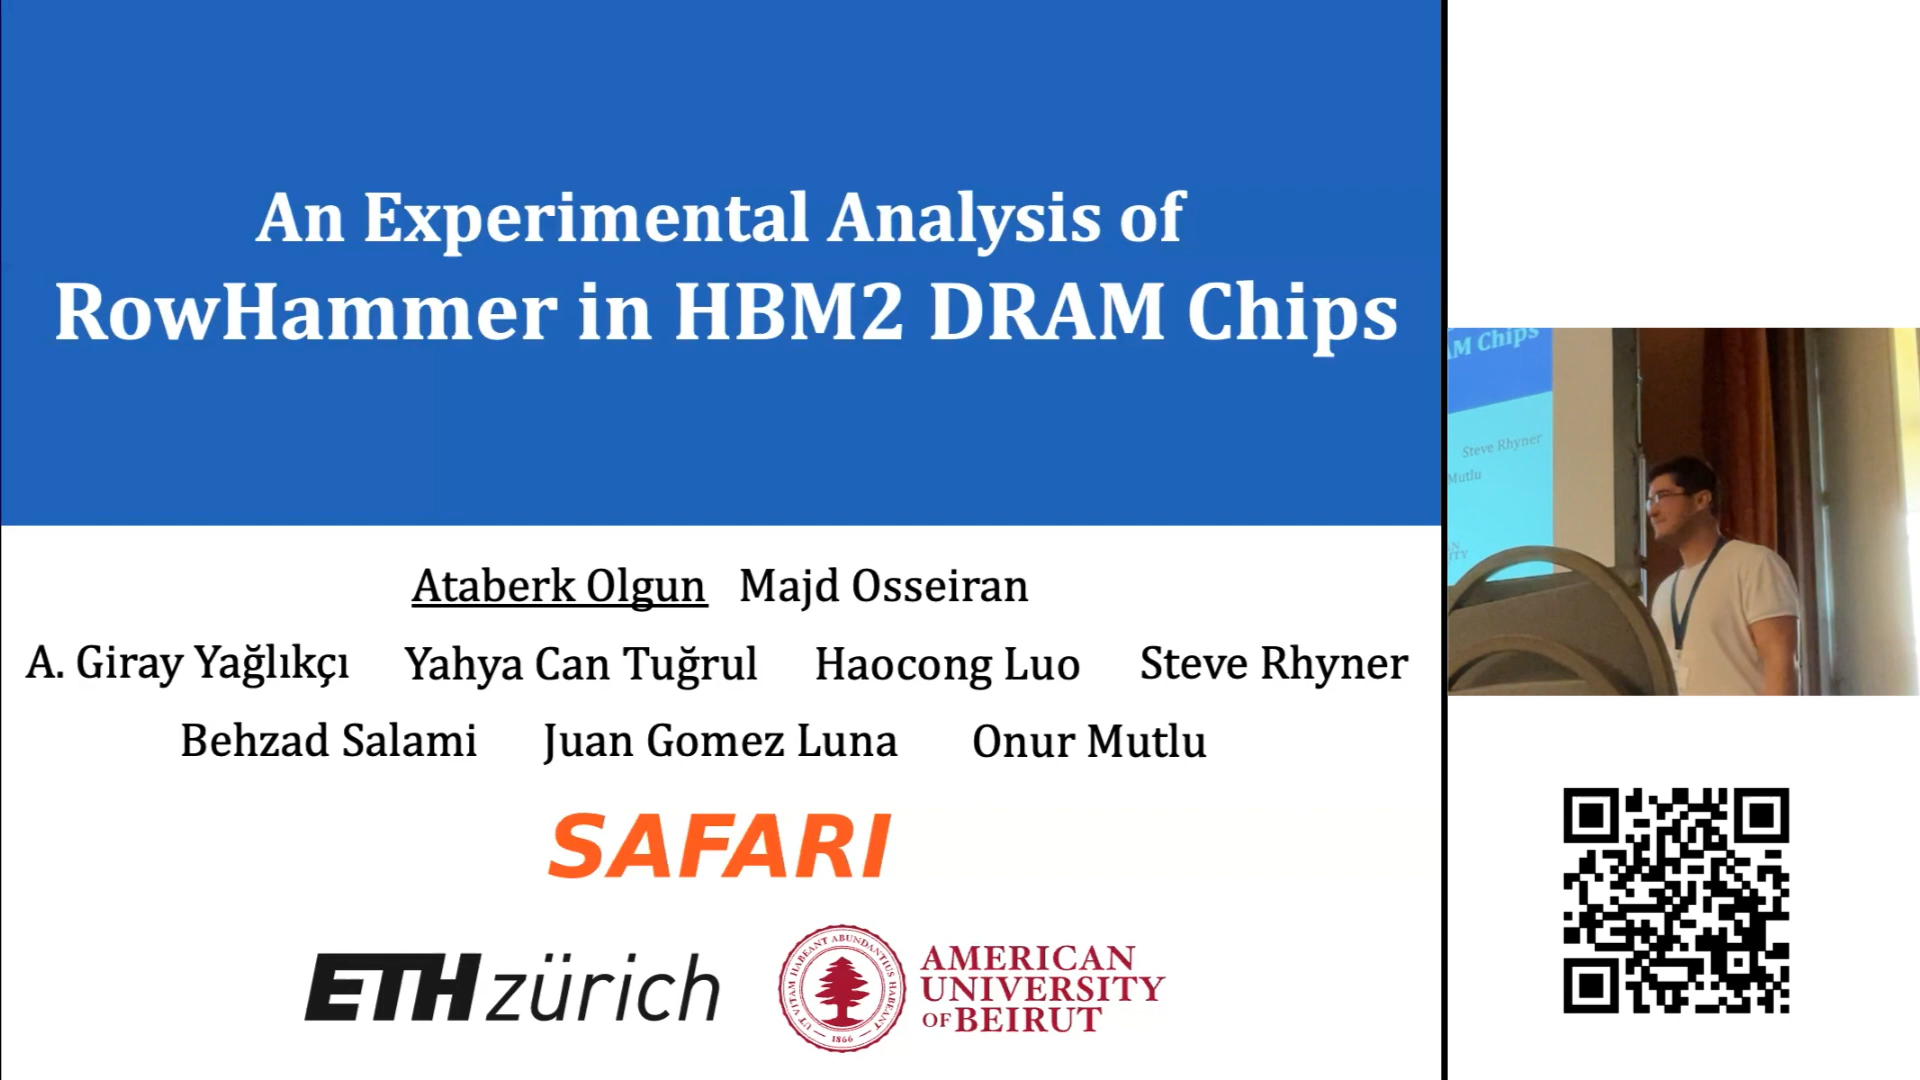 An Experimental Analysis of
RowHammer in HBM2 DRAM Chips
Ataberk Olgun Majd Osseiran
A. Giray Yağlıkçı Yahya Can Tuğrul Haocong Luo Steve Rhyner
Behzad Salami Juan Gomez Luna Onur Mutlu
SAFARI
ETH zürich
UT VITAM HABEANT ABUNDANTIUS HABEANT
1866
AMERICAN
UNIVERSITY
OF BEIRUT
AM Chips
Steve Rhyner
Mutlu